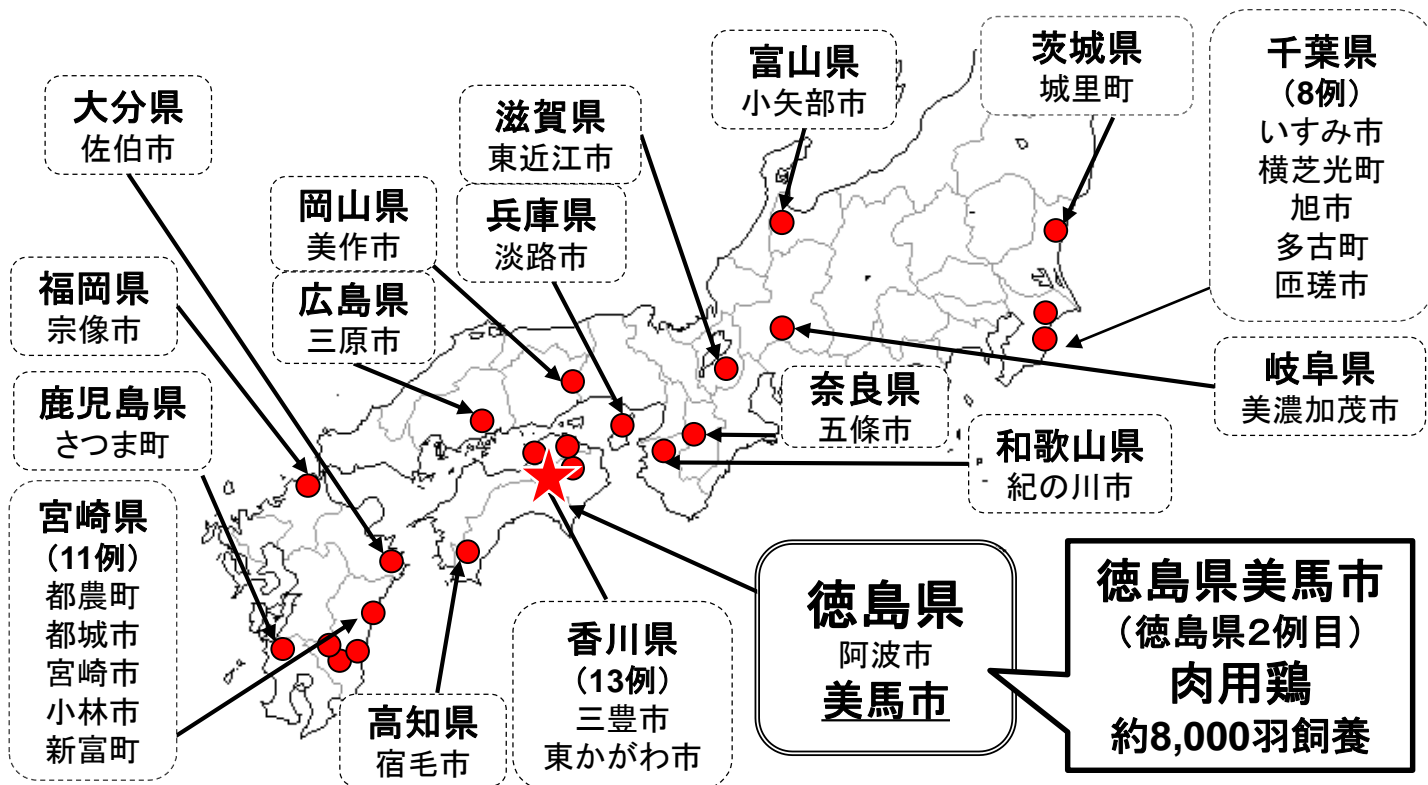 大分県
佐伯市
滋賀県
東近江市
富山県
小矢部市
茨城県
城里町
千葉県
（8例）
いすみ市
横芝光町
旭市
多古町
匝瑳市
岡山県
美作市
兵庫県
淡路市
福岡県
宗像市
広島県
三原市
鹿児島県
さつま町
奈良県
五條市
岐阜県
美濃加茂市
和歌山県
紀の川市
宮崎県
（11例）
都農町
都城市
宮崎市
小林市
新富町
高知県
宿毛市
香川県
（13例）
三豊市
東かがわ市
徳島県
阿波市
美馬市
徳島県美馬市
（徳島県２例目）
肉用鶏
約8,000羽飼養